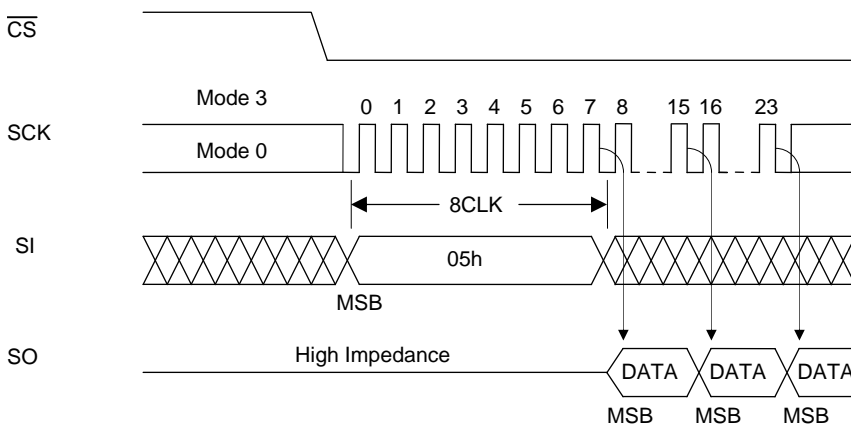 CS
Mode 3
0 1 2 3 4 5 6 7 8 15 16 23
SCK
Mode 0
8CLK
SI
05h
MSB
SO
High Impedance
DATA DATA DATA
MSB MSB MSB